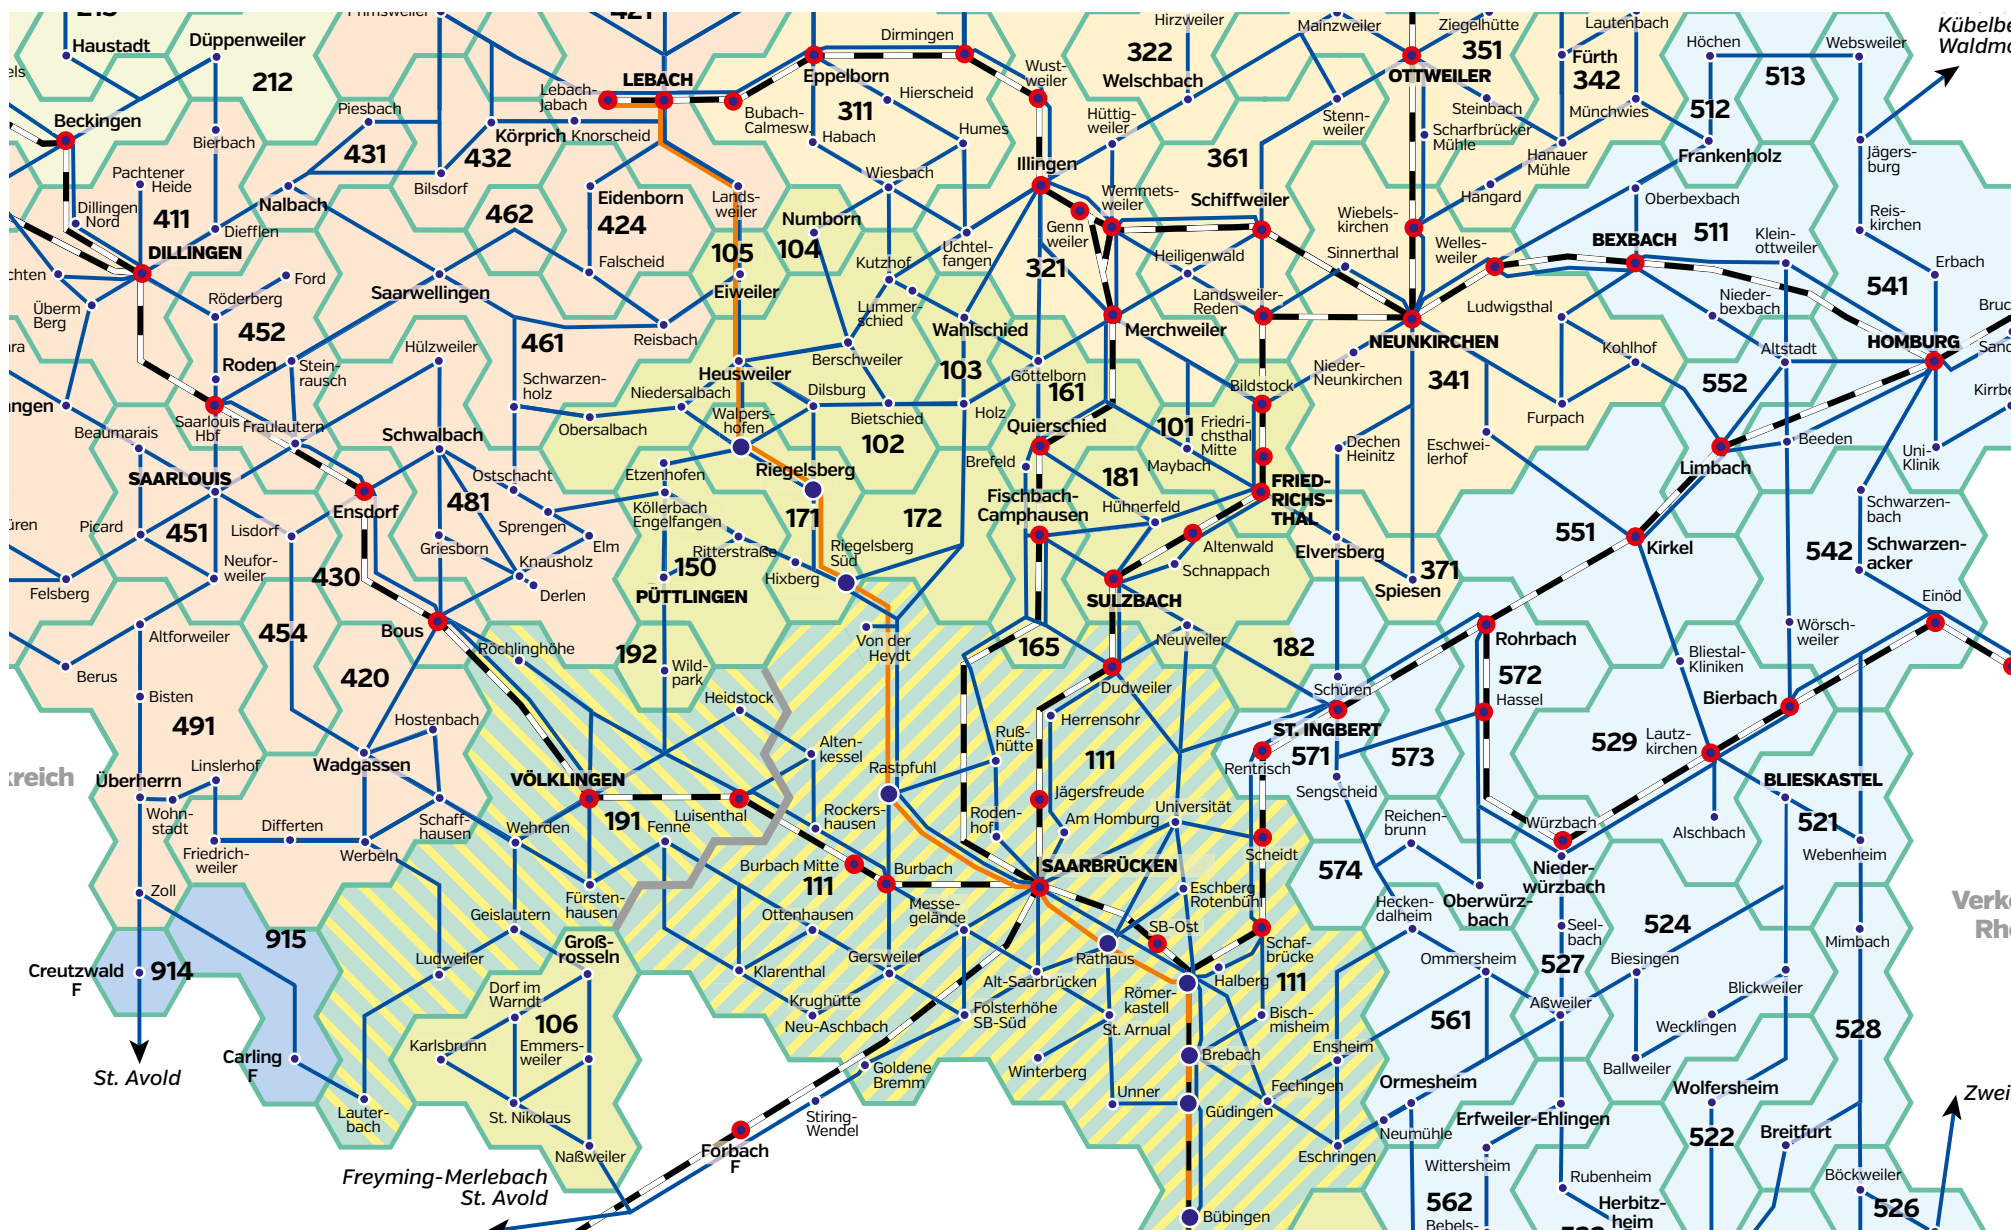 Haustadt
Düppenweiler
212
Beckingen
Piesbach
Bierbach
431
432
Bilsdorf
Körprich
Knorscheid
Lebach-
Jabach
LEBACH
Bubach-
Calmesw.
Eppelborn
Dirmingen
Hierscheid
311
Habach
Humes
Wiesbach
Wust-
weiler
Illingen
Hirzweiler
322
Welschbach
Hüttig-
weiler
Mainzweiler
Ziegelhütte
351
OTTWEILER
Steinbach
Stenn-
weiler
Scharfbrücker
Mühle
Lautenbach
Fürth
342
Münchwies
Hanauer
Mühle
Hangard
Höchen
Websweiler
513
512
Frankenholz
Jägers-
burg
Reis-
kirchen
Pachtener
Heide
Dillingen
Nord
411
DILLINGEN
Diefflen
Nalbach
462
Eidenborn
424
Falscheid
Lands-
weiler
105
Eiweiler
Numborn
104
Kutzhof
Lummer-
schied
Uchtel-
fangen
Wahlschied
Genn
weiler
321
Wemmets-
weiler
361
Schiffweiler
Heiligenwald
Landsweiler-
Reden
Merchweiler
Wiebels-
kirchen
Sinnerthal
Welles-
weiler
NEUNKIRCHEN
Oberbexbach
BEXBACH
511
Klein-
ottweiler
Nieder-
bexbach
Ludwigsthal
Kohlhof
Furpach
Erbach
541
HOMBURG
Altstadt
552
Überm
Berg
Röderberg
Ford
452
Roden
Saarwellingen
Stein-
rausch
Hülzweiler
461
Schwarzen-
holz
Reisbach
Obersalbach
Niedersalbach
Heusweiler
Walpers-
hofen
Dilsburg
Berschweiler
Bietschied
102
103
Holz
Göttelborn
161
Quierschied
101
Maybach
Friedri-
chsthal
Mitte
Bildstock
Nieder-
Neunkirchen
341
Dechen
Heinitz
Eschwei-
lerhof
Limbach
Beeden
Uni-
Klinik
Beaumarais
Saarlouis
Hbf
Fraulautern
SAARLOUIS
Picard
451
Lisdorf
Neufor-
weiler
Felsberg
Ensdorf
Schwalbach
481
Ostschacht
Sprengen
Griesborn
Elm
Knausholz
Derlen
430
Etzenhofen
Köllerbach
Engelfangen
Ritterstraße
150
PÜTTLINGEN
Riegelsberg
171
Hixberg
Riegelsberg
Süd
172
Brefeld
Fischbach-
Camphausen
181
Hühnerfeld
FRIED-
RICHS-
THAL
Altenwald
Schnappach
SULZBACH
Elversberg
371
Spiesen
551
Kirkel
542
Schwarzen-
bach
Schwarzen-
acker
Einöd
Altforweiler
454
Bous
420
Röchlinghöhe
192
Wild-
park
Heidstock
Von der
Heydt
165
Neuweiler
182
Dudweiler
Herrensohr
Schüren
ST. INGBERT
Rohrbach
572
Hassel
Bliestal-
Kliniken
Wörsch-
weiler
Bierbach
Berus
Bisten
491
Überherrn
Linslerhof
Wohn-
stadt
Differten
Friedrich-
weiler
Hostenbach
Wadgassen
Schaff-
hausen
Werbeln
VÖLKLINGEN
191
Wehrden
Fenne
Luisenthal
Alten-
kessel
Rockers-
hausen
Rastpfuhl
Ruß-
hütte
Roden-
hof
111
Jägersfreude
Am Homburg
Universität
Rentrisch
571
573
Sengscheid
529
Lautz-
kirchen
Alschbach
BLIESKASTEL
521
Webenheim
Reichen-
brunn
574
Würzbach
Nieder-
würzbach
Oberwürz-
bach
Zoll
915
914
Creutzwald
F
St. Avold
Carling
F
Lauter-
bach
Ludweiler
Geislautern
Fürsten-
hausen
Burbach Mitte
111
Burbach
Messe-
gelände
Ottenhausen
Gersweiler
Klarenthal
Krughütte
Neu-Aschbach
SAARBRÜCKEN
Scheidt
Eschberg
Rotenbühl
SB-Ost
Rathaus
Schaf-
brücke
Halberg
111
Römer-
kastell
Alt-Saarbrücken
Folsterhöhe
SB-Süd
St. Arnual
Bisch-
misheim
Brebach
Hecken-
dalheim
Ommersheim
561
Ensheim
Seel-
bach
524
527
Biesingen
Aßweiler
Blickweiler
Wecklingen
Ballweiler
Mimbach
528
Groß-
rosseln
Dorf im
Warndt
106
Karlsbrunn
Emmers-
weiler
St. Nikolaus
Naßweiler
Freyming-Merlebach
St. Avold
Forbach
F
Stiring-
Wendel
Goldene
Bremm
Winterberg
Unner
Güdingen
Fechingen
Eschringen
Bübingen
Ormesheim
Neumühle
Erfweiler-Ehlingen
Wittersheim
562
Rubenheim
Herbitz-
heim
Wolfersheim
522
Breitfurt
Böckweiler
526